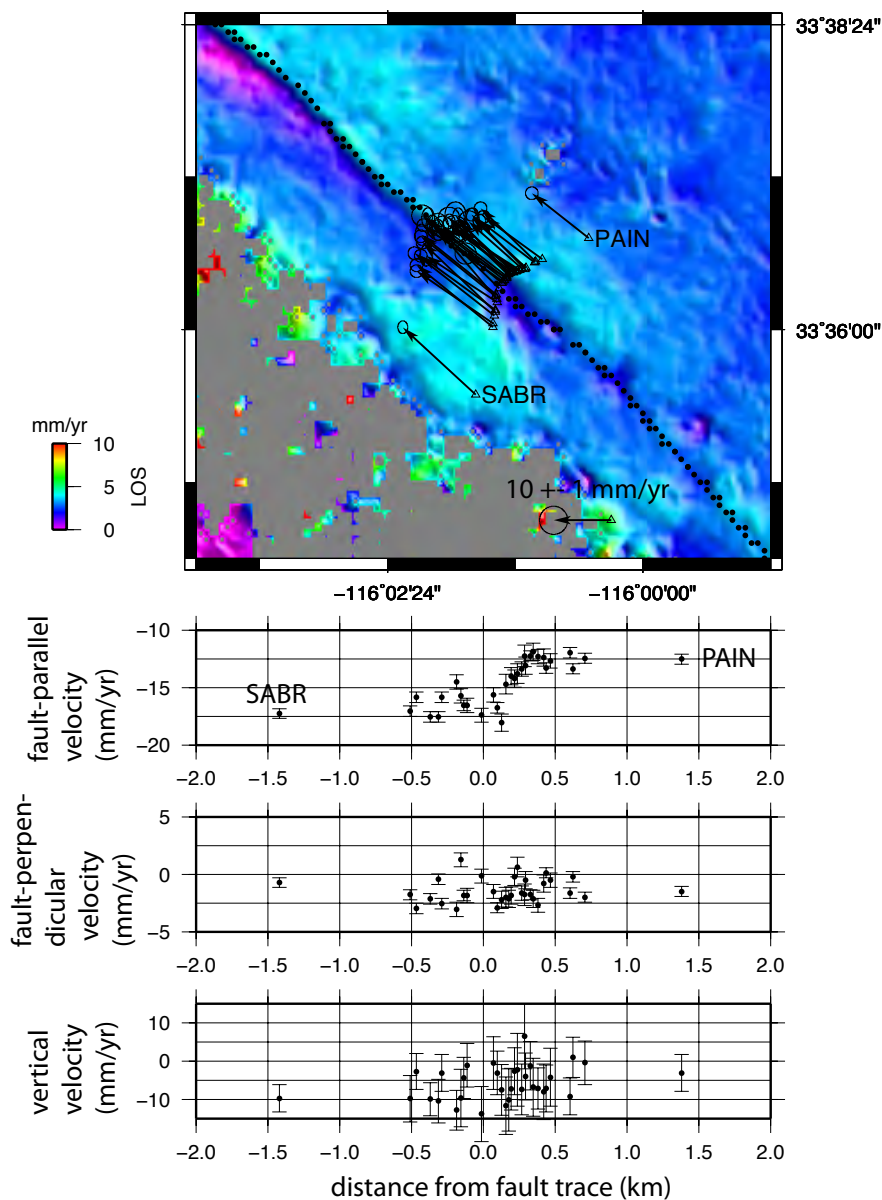 33˚38'24"
PAIN
33˚36'00"
SABR
mm/yr
10
5
0
LOS
10 +- 1 mm/yr
−116˚02'24"
−116˚00'00"
fault-parallel
velocity
(mm/yr)
−10
−15
−20
SABR
PAIN
−2.0 −1.5 −1.0 −0.5 0.0 0.5 1.0 1.5 2.0
fault-perpen-
dicular
velocity
(mm/yr)
5
0
−5
−2.0 −1.5 −1.0 −0.5 0.0 0.5 1.0 1.5 2.0
vertical
velocity
(mm/yr)
10
0
−10
−2.0 −1.5 −1.0 −0.5 0.0 0.5 1.0 1.5 2.0
distance from fault trace (km)